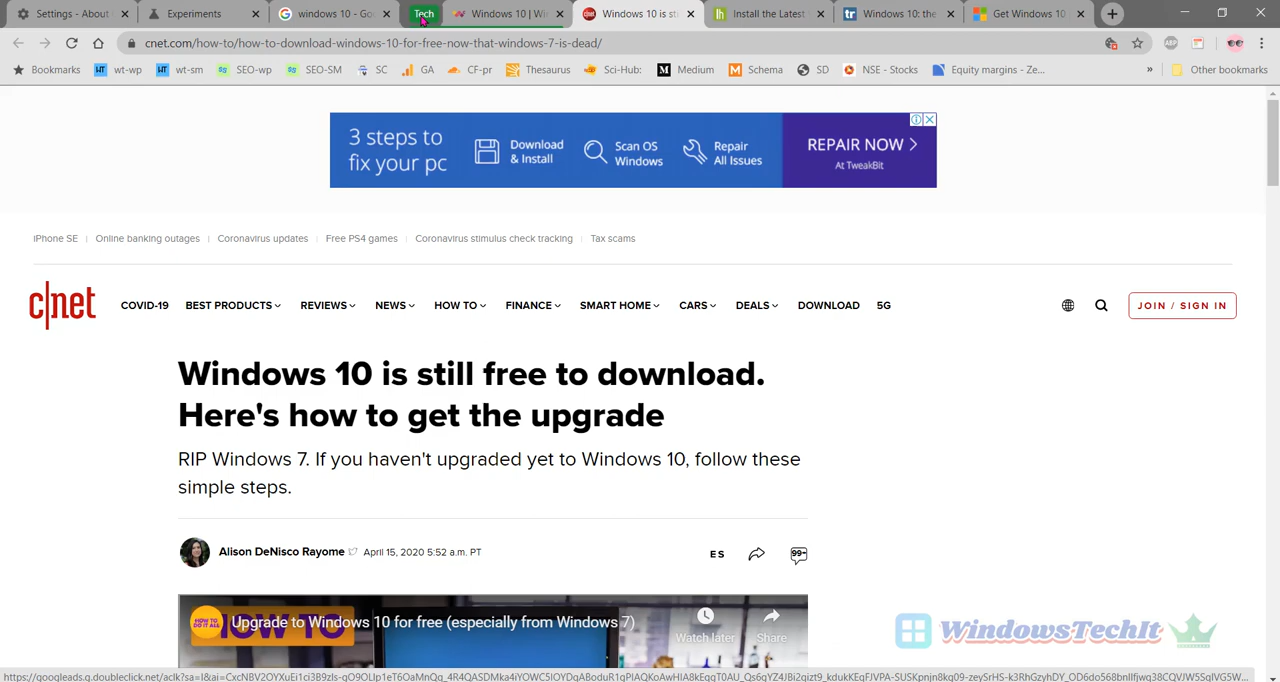 Settings - About
Experiments
windows 10 - Go
Tech
Windows 10 | Wi
Windows 10 is sti
Install the Latest
Windows 10: the
Get Windows 10
cnet.com/how-to/how-to-download-windows-10-for-free-now-that-windows-7-is-dead/
Bookmarks
wt-wp
wt-sm
SEO-wp
SEO-SM
SC
GA
CF-pr
Thesaurus
Sci-Hub:
Medium
Schema
SD
NSE - Stocks
Equity margins - Ze...
»
Other bookmarks
3 steps to
fix your pc
Download
& Install
Scan OS
Windows
Repair
All Issues
REPAIR NOW
At TweakBit
iPhone SE | Online banking outages | Coronavirus updates | Free PS4 games | Coronavirus stimulus check tracking | Tax scams
c|net
COVID-19 BEST PRODUCTS REVIEWS NEWS HOW TO FINANCE SMART HOME CARS DEALS DOWNLOAD 5G
JOIN / SIGN IN
Windows 10 is still free to download.
Here's how to get the upgrade
RIP Windows 7. If you haven't upgraded yet to Windows 10, follow these
simple steps.
Alison DeNisco Rayome April 15, 2020 5:52 a.m. PT
ES
99+
HOW TO
Upgrade to Windows 10 for free (especially from Windows 7)
Watch later
Share
WindowsTechIt